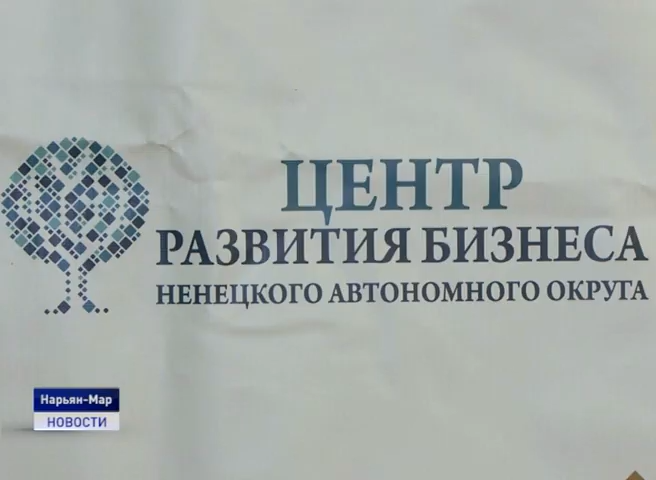 ЦЕНТР
РАЗВИТИЯ БИЗНЕСА
НЕНЕЦКОГО АВТОНОМНОГО ОКРУГА
Нарьян-Мар
НОВОСТИ